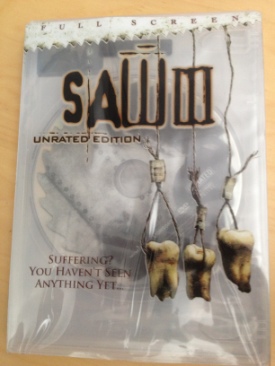 FULL SCREEN
SAW III
UNRATED EDITION
SUFFERING?
YOU HAVEN'T SEEN
ANYTHING YET...